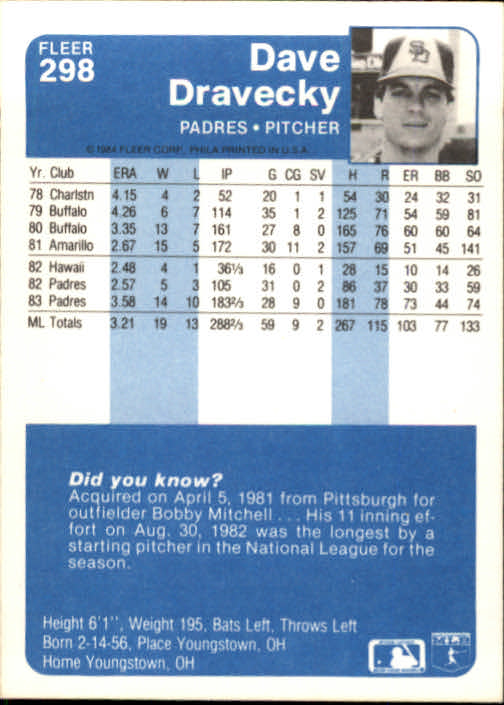 FLEER
298
Dave
Dravecky
PADRES • PITCHER
© 1984 FLEER CORP. PHILA PRINTED IN U.S.A.
Yr. Club ERA W L IP G CG SV H R ER BB SO
78 Charlstn 4.15 4 2 52 20 1 1 54 30 24 32 31
79 Buffalo 4.26 6 7 114 35 1 2 125 71 54 59 81
80 Buffalo 3.35 13 7 161 27 8 0 165 76 60 60 64
81 Amarillo 2.67 15 5 172 30 11 2 157 69 51 45 141
82 Hawaii 2.48 4 1 36⅓ 16 0 1 28 15 10 14 26
82 Padres 2.57 5 3 105 31 0 2 86 37 30 33 59
83 Padres 3.58 14 10 183⅔ 28 9 0 181 78 73 44 74
ML Totals 3.21 19 13 288⅔ 59 9 2 267 115 103 77 133
Did you know?
Acquired on April 5, 1981 from Pittsburgh for
outfielder Bobby Mitchell . . . His 11 inning ef-
fort on Aug. 30, 1982 was the longest by a
starting pitcher in the National League for the
season.
Height 6'1'', Weight 195, Bats Left, Throws Left
Born 2-14-56, Place Youngstown, OH
Home Youngstown, OH